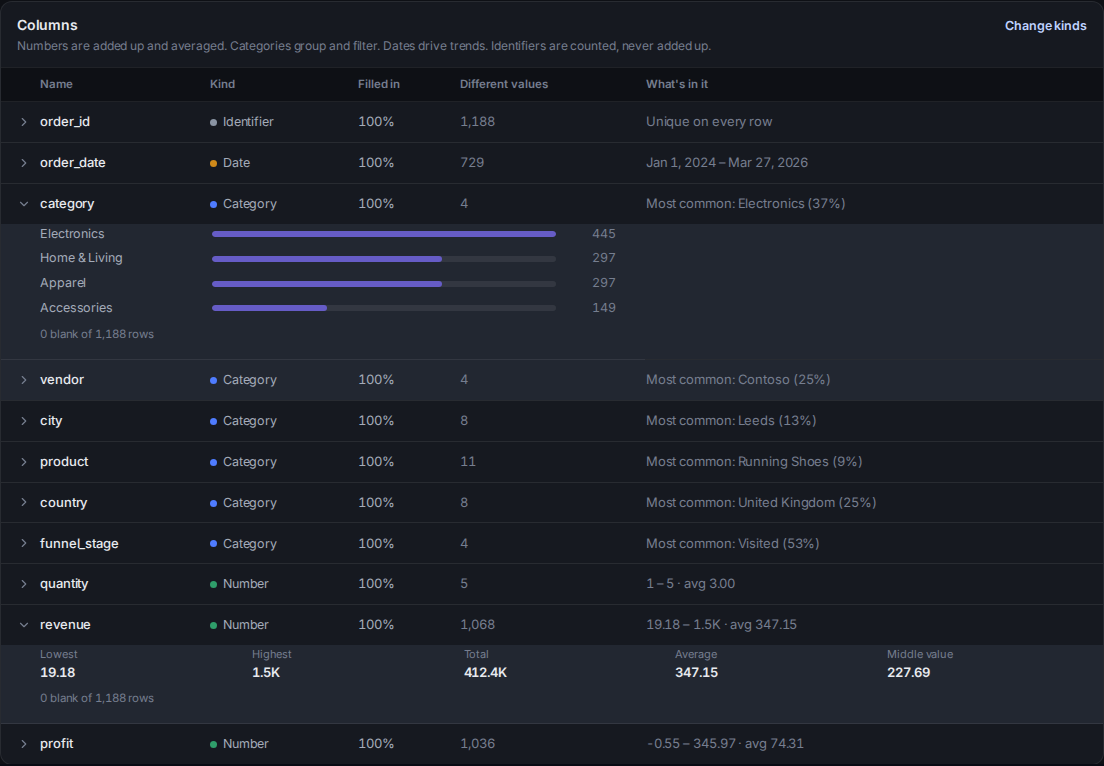 Columns
Change kinds
Numbers are added up and averaged. Categories group and filter. Dates drive trends. Identifiers are counted, never added up.
Name Kind Filled in Different values What's in it
order_id Identifier 100% 1,188 Unique on every row
order_date Date 100% 729 Jan 1, 2024 – Mar 27, 2026
category Category 100% 4 Most common: Electronics (37%)
Electronics 445
Home & Living 297
Apparel 297
Accessories 149
0 blank of 1,188 rows
vendor Category 100% 4 Most common: Contoso (25%)
city Category 100% 8 Most common: Leeds (13%)
product Category 100% 11 Most common: Running Shoes (9%)
country Category 100% 8 Most common: United Kingdom (25%)
funnel_stage Category 100% 4 Most common: Visited (53%)
quantity Number 100% 5 1 – 5 · avg 3.00
revenue Number 100% 1,068 19.18 – 1.5K · avg 347.15
Lowest Highest Total Average Middle value
19.18 1.5K 412.4K 347.15 227.69
0 blank of 1,188 rows
profit Number 100% 1,036 -0.55 – 345.97 · avg 74.31